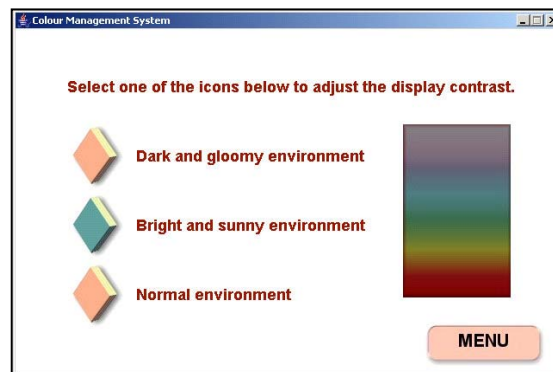 Colour Management System
Select one of the icons below to adjust the display contrast.
Dark and gloomy environment
Bright and sunny environment
Normal environment
MENU